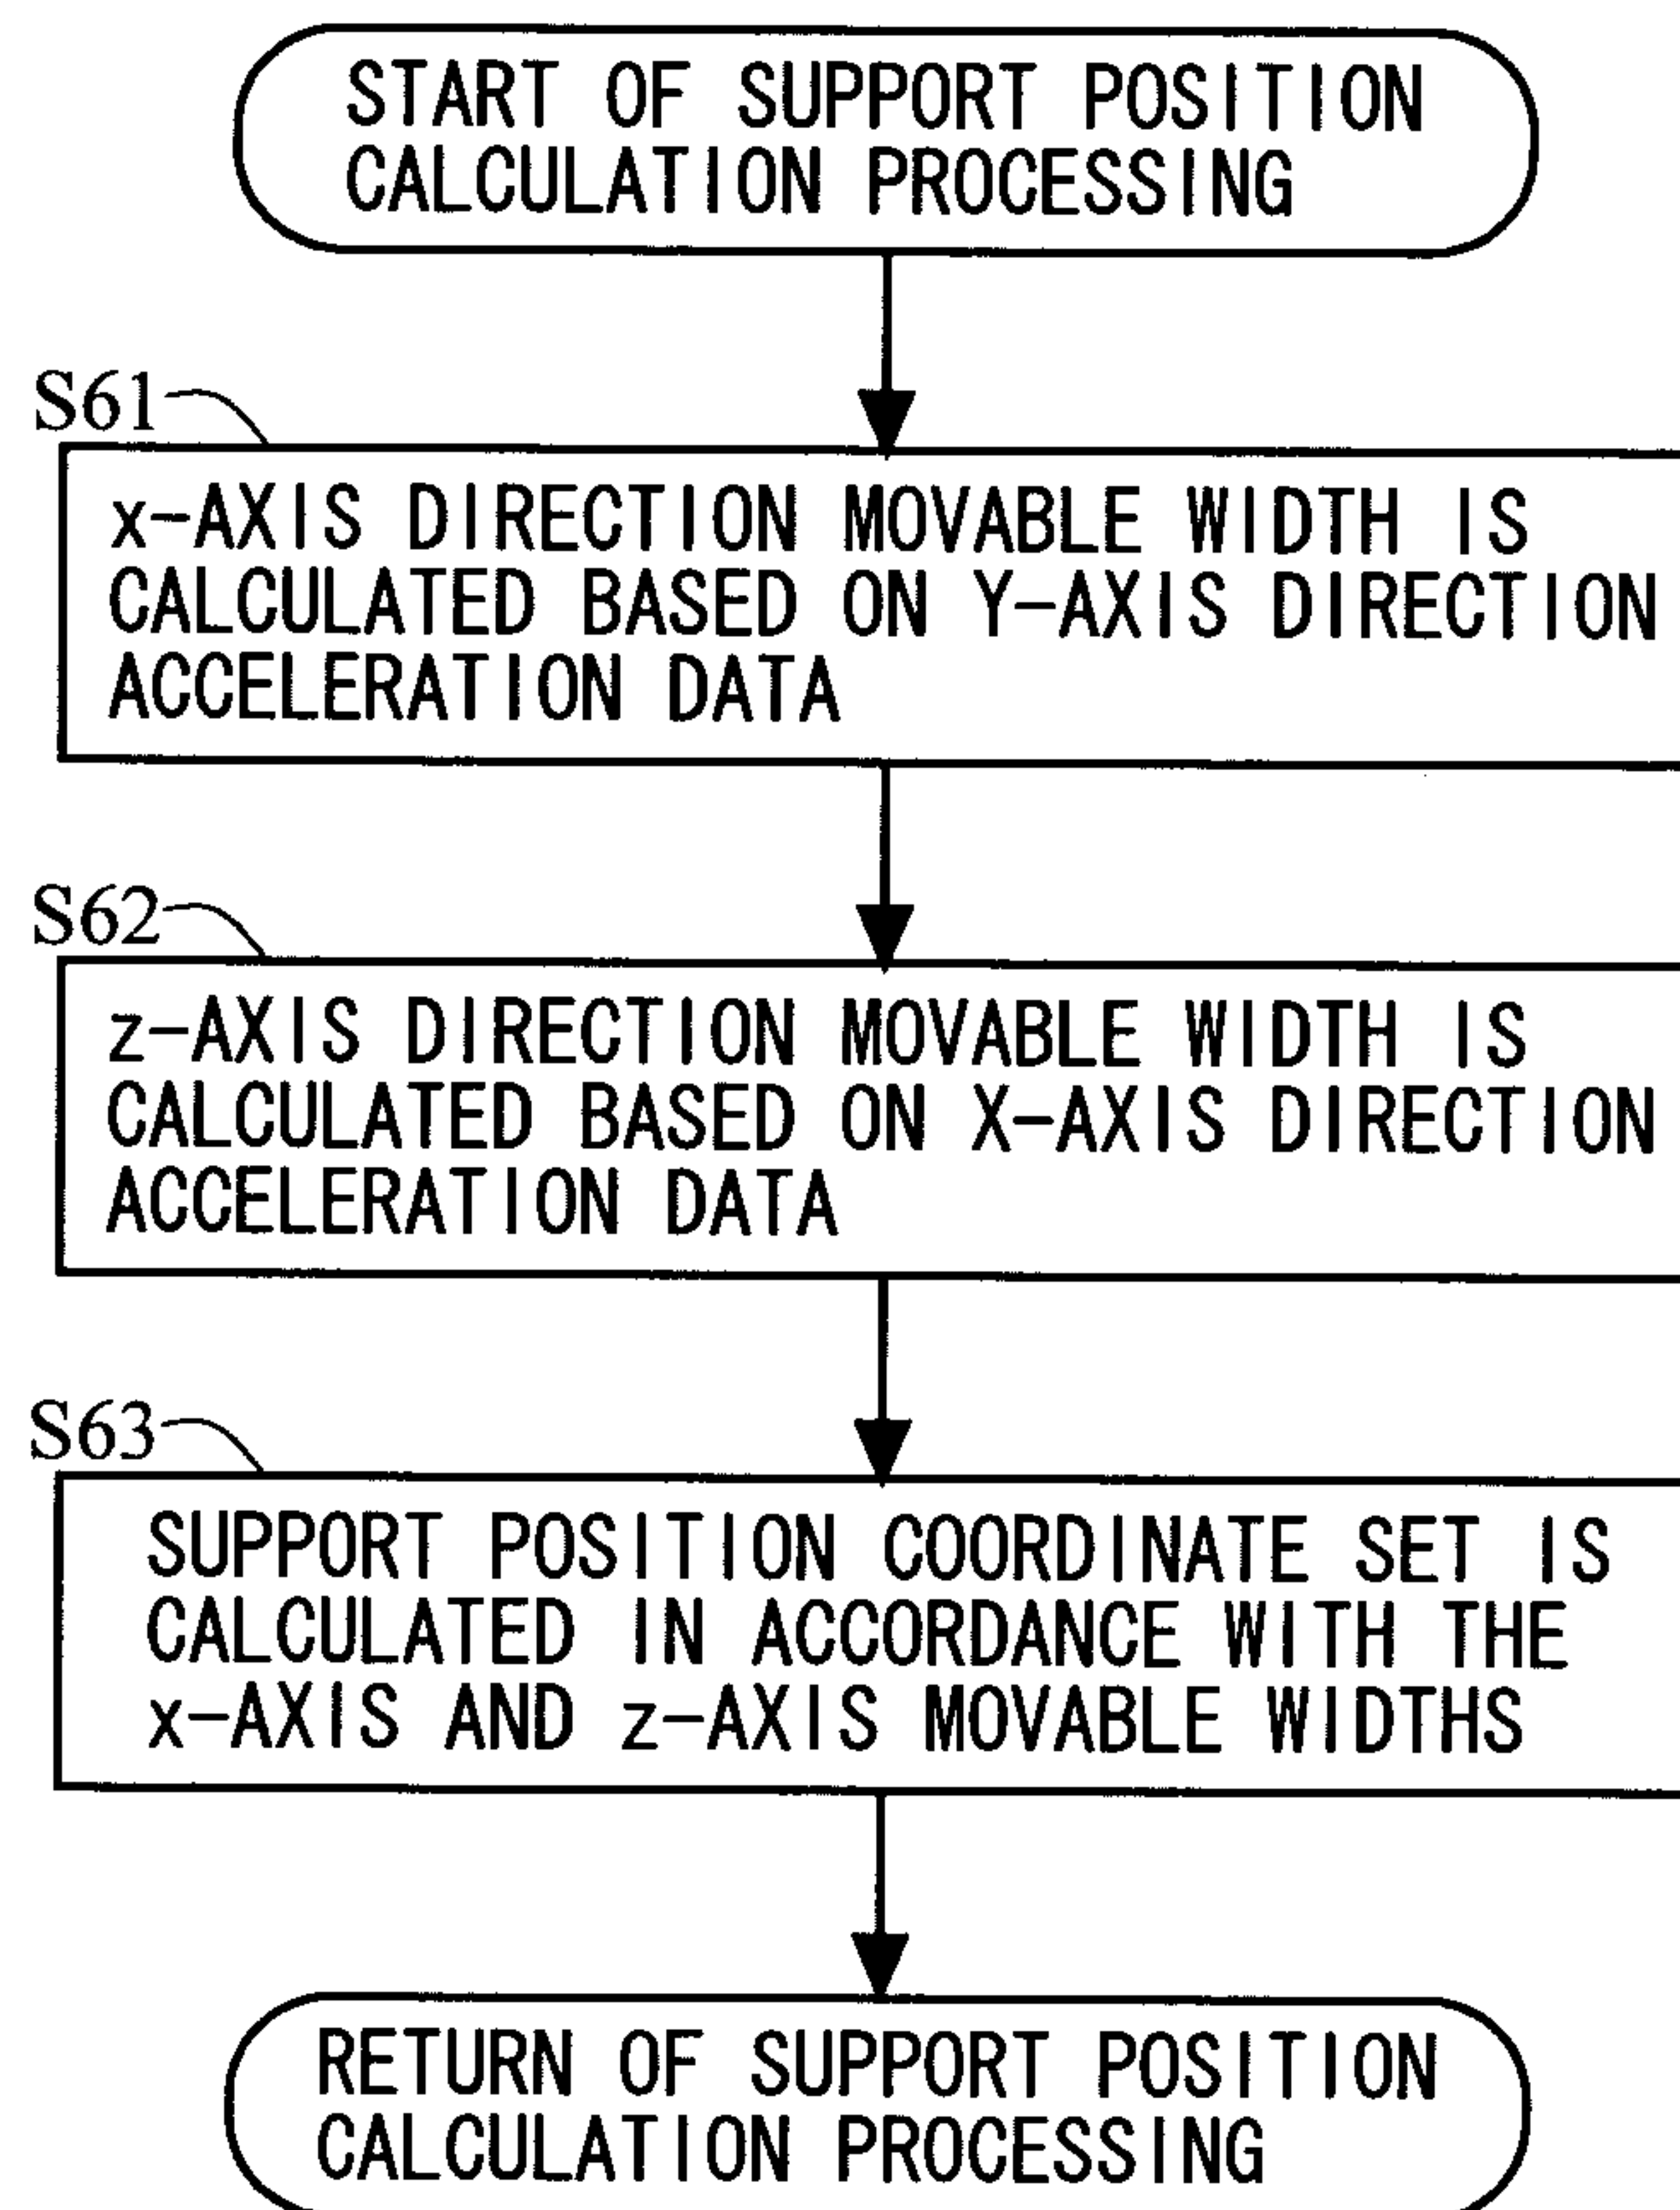 START OF SUPPORT POSITION
CALCULATION PROCESSING
S61
x-AXIS DIRECTION MOVABLE WIDTH IS
CALCULATED BASED ON Y-AXIS DIRECTION
ACCELERATION DATA
S62
z-AXIS DIRECTION MOVABLE WIDTH IS
CALCULATED BASED ON X-AXIS DIRECTION
ACCELERATION DATA
S63
SUPPORT POSITION COORDINATE SET IS
CALCULATED IN ACCORDANCE WITH THE
x-AXIS AND z-AXIS MOVABLE WIDTHS
RETURN OF SUPPORT POSITION
CALCULATION PROCESSING